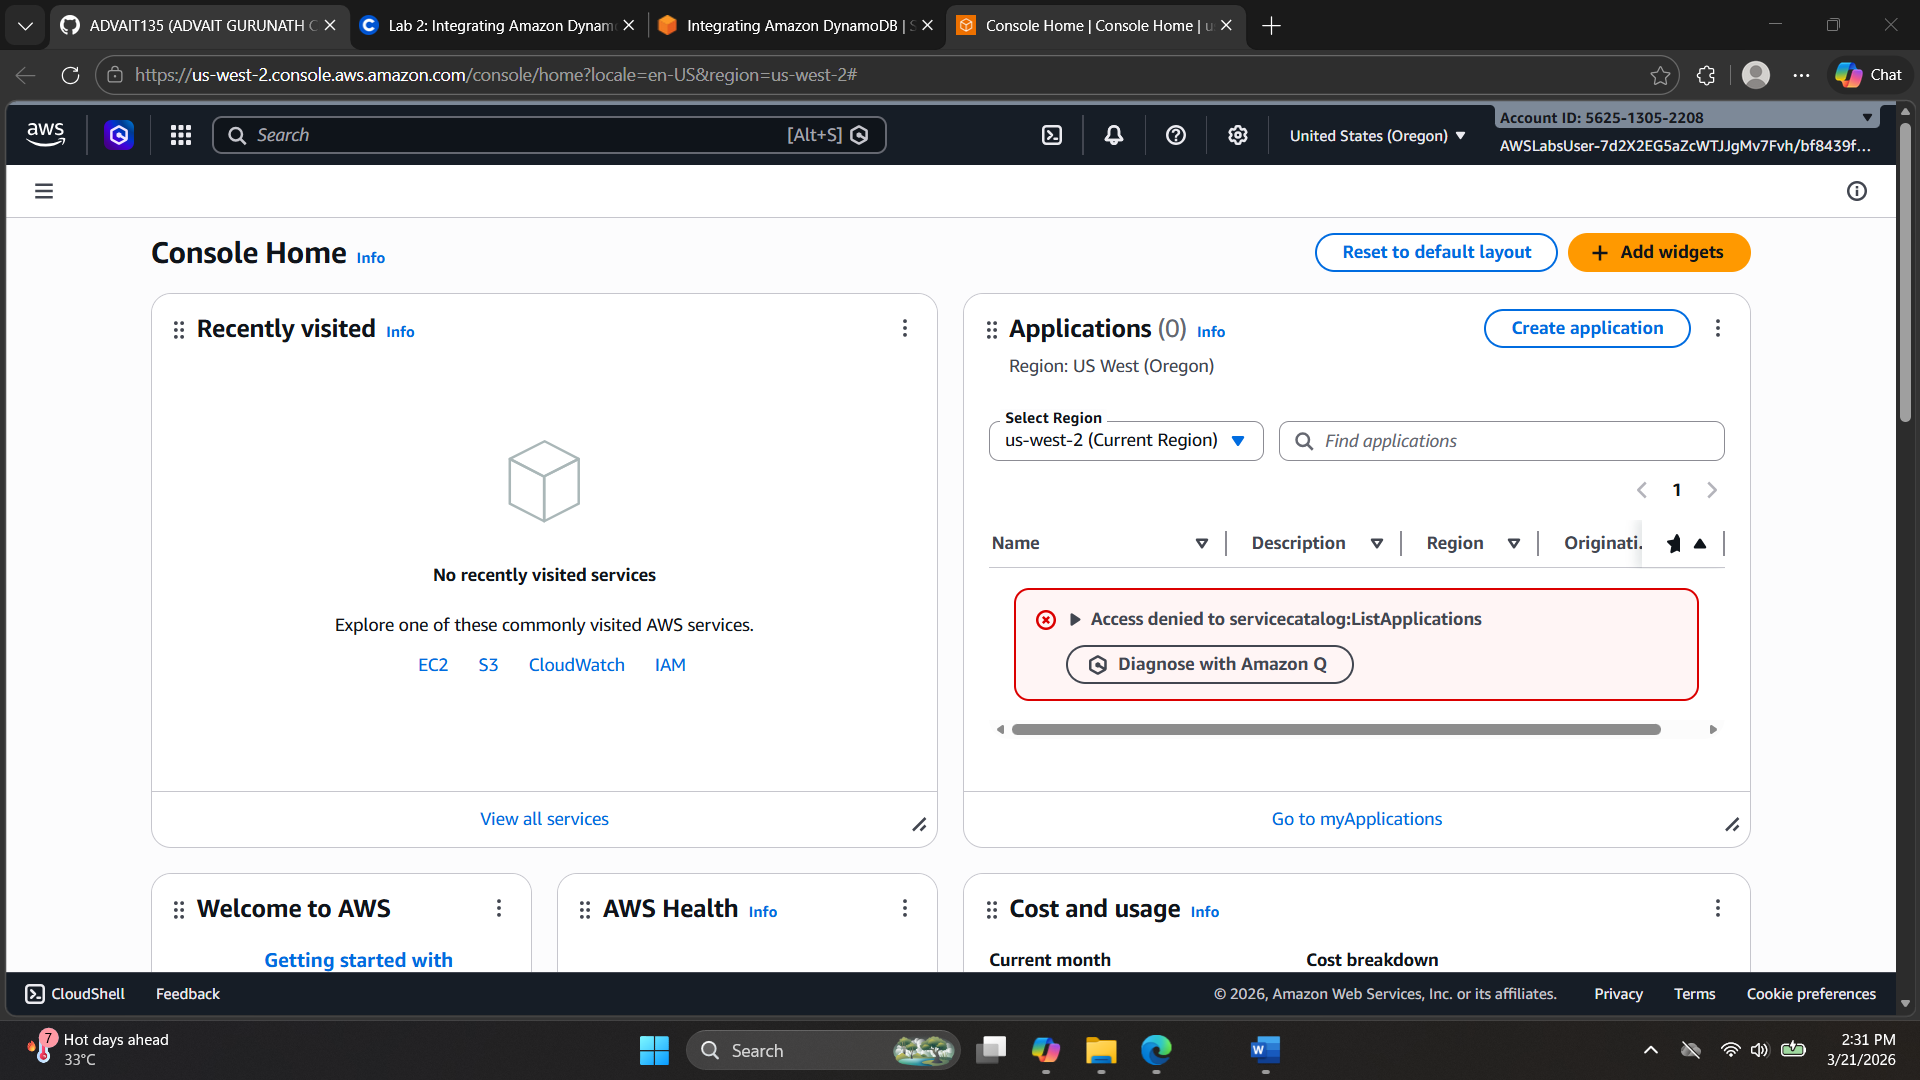 ADVAIT135 (ADVAIT GURUNATH C
Lab 2: Integrating Amazon Dynam
Integrating Amazon DynamoDB | S
Console Home | Console Home | u
https://us-west-2.console.aws.amazon.com/console/home?locale=en-US&region=us-west-2#
Chat
aws
Search
[Alt+S]
United States (Oregon)
Account ID: 5625-1305-2208
AWSLabsUser-7d2X2EG5aZcWTJJgMv7Fvh/bf8439f...
Console Home Info
Reset to default layout
Add widgets
Recently visited Info
No recently visited services
Explore one of these commonly visited AWS services.
EC2 S3 CloudWatch IAM
View all services
Applications (0) Info
Create application
Region: US West (Oregon)
Select Region
us-west-2 (Current Region)
Find applications
1
Name Description Region Originati.
Access denied to servicecatalog:ListApplications
Diagnose with Amazon Q
Go to myApplications
Welcome to AWS
Getting started with
AWS Health Info
Cost and usage Info
Current month
Cost breakdown
CloudShell
Feedback
© 2026, Amazon Web Services, Inc. or its affiliates.
Privacy
Terms
Cookie preferences
7
Hot days ahead
33°C
Search
W
2:31 PM
3/21/2026